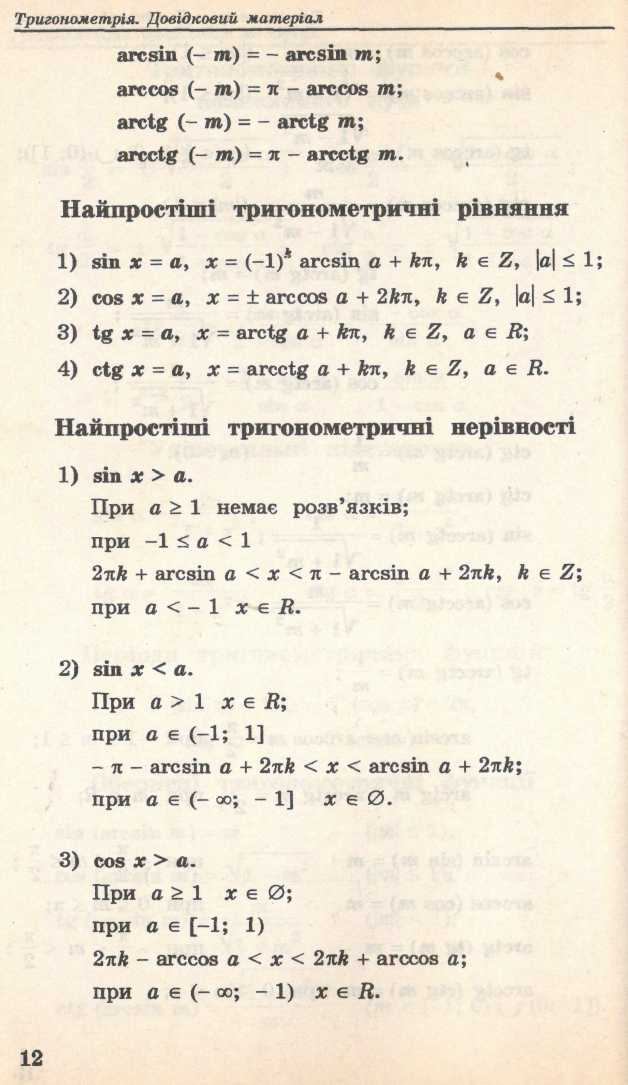 Тригонометрія. Довідковий матеріал
arcsin (– m) = – arcsin m;
arccos (– m) = π – arccos m;
arctg (– m) = – arctg m;
arcctg (– m) = π – arcctg m.
Найпростіші тригонометричні рівняння
1) sin x = a, x = (-1)ᵏ arcsin a + kπ, k ∈ Z, |a| ≤ 1;
2) cos x = a, x = ± arccos a + 2kπ, k ∈ Z, |a| ≤ 1;
3) tg x = a, x = arctg a + kπ, k ∈ Z, a ∈ R;
4) ctg x = a, x = arcctg a + kπ, k ∈ Z, a ∈ R.
Найпростіші тригонометричні нерівності
1) sin x > a.
При a ≥ 1 немає розв’язків;
при –1 ≤ a < 1
2πk + arcsin a < x < π – arcsin a + 2πk, k ∈ Z;
при a < – 1 x ∈ R.
2) sin x < a.
При a > 1 x ∈ R;
при a ∈ (–1; 1]
– π – arcsin a + 2πk < x < arcsin a + 2πk;
при a ∈ (– ∞; – 1] x ∈ Ø.
3) cos x > a.
При a ≥ 1 x ∈ Ø;
при a ∈ [–1; 1)
2πk – arccos a < x < 2πk + arccos a;
при a ∈ (– ∞; – 1) x ∈ R.
12